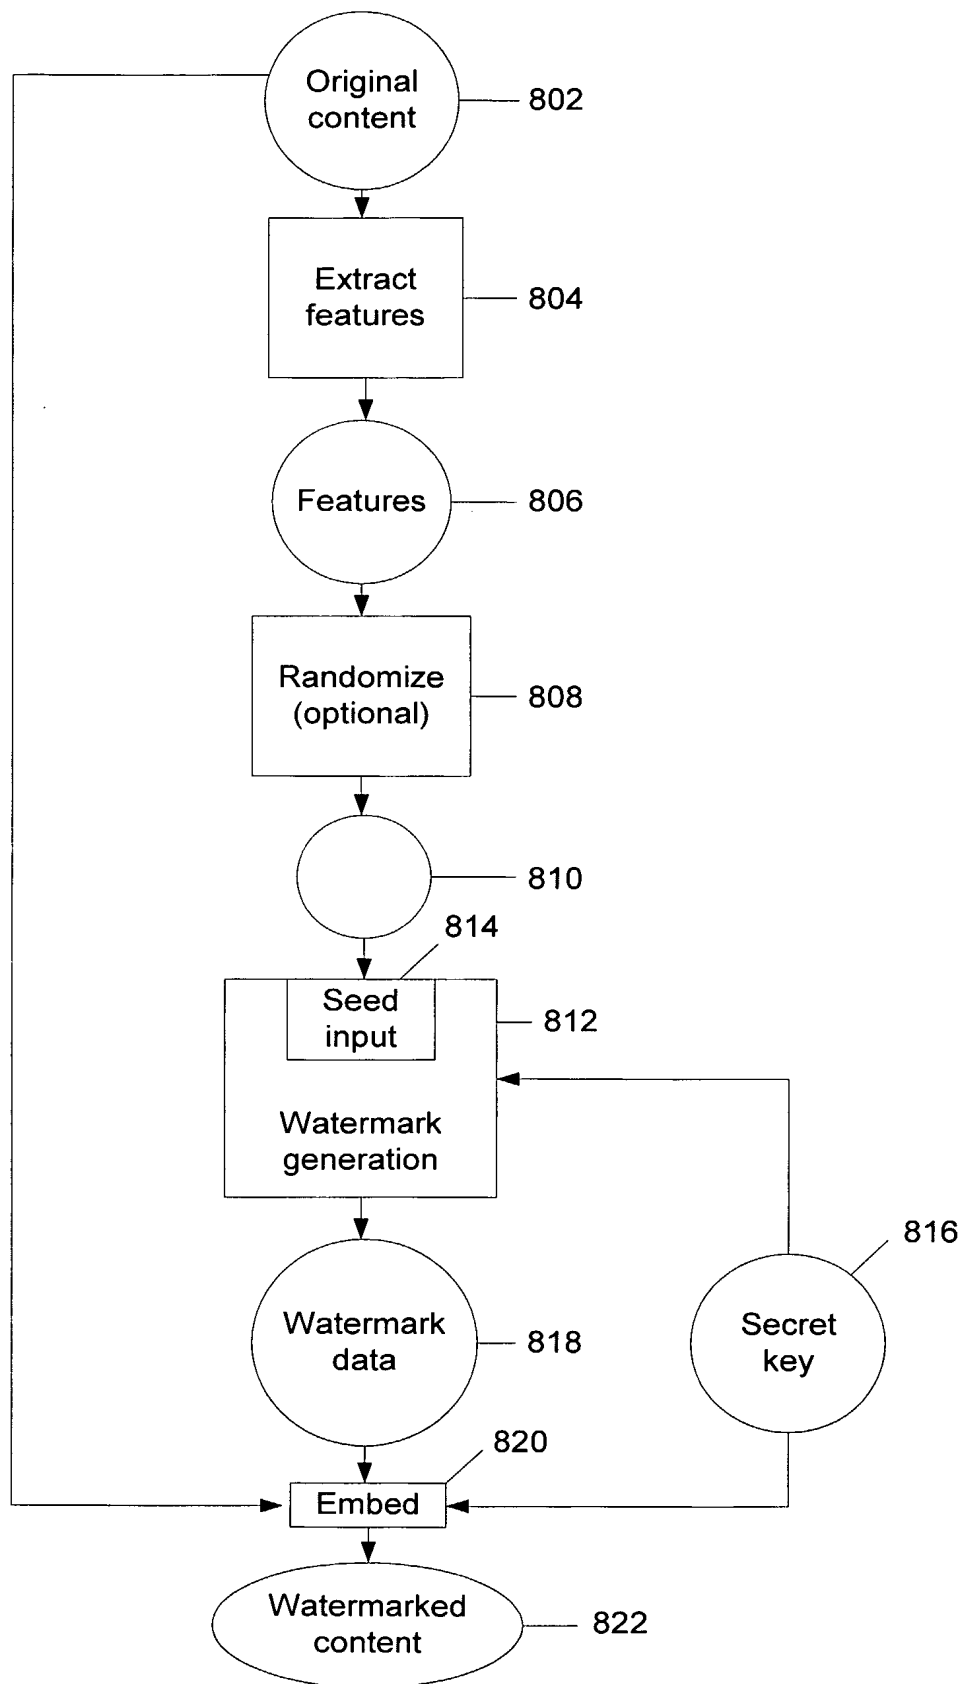 Original
content
802
Extract
features
804
Features
806
Randomize
(optional)
808
810
814
Seed
input
812
Watermark
generation
816
Watermark
data
818
Secret
key
820
Embed
Watermarked
content
822